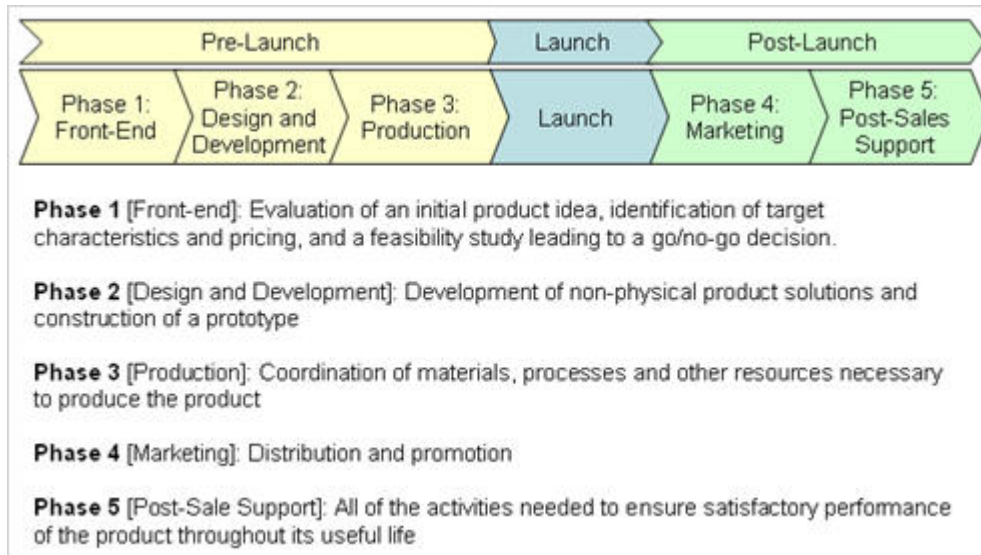 Pre-Launch
Launch
Post-Launch
Phase 1:
Front-End
Phase 2:
Design and
Development
Phase 3:
Production
Launch
Phase 4:
Marketing
Phase 5:
Post-Sales
Support
Phase 1 [Front-end]: Evaluation of an initial product idea, identification of target
characteristics and pricing, and a feasibility study leading to a go/no-go decision.
Phase 2 [Design and Development]: Development of non-physical product solutions and
construction of a prototype
Phase 3 [Production]: Coordination of materials, processes and other resources necessary
to produce the product
Phase 4 [Marketing]: Distribution and promotion
Phase 5 [Post-Sale Support]: All of the activities needed to ensure satisfactory performance
of the product throughout its useful life